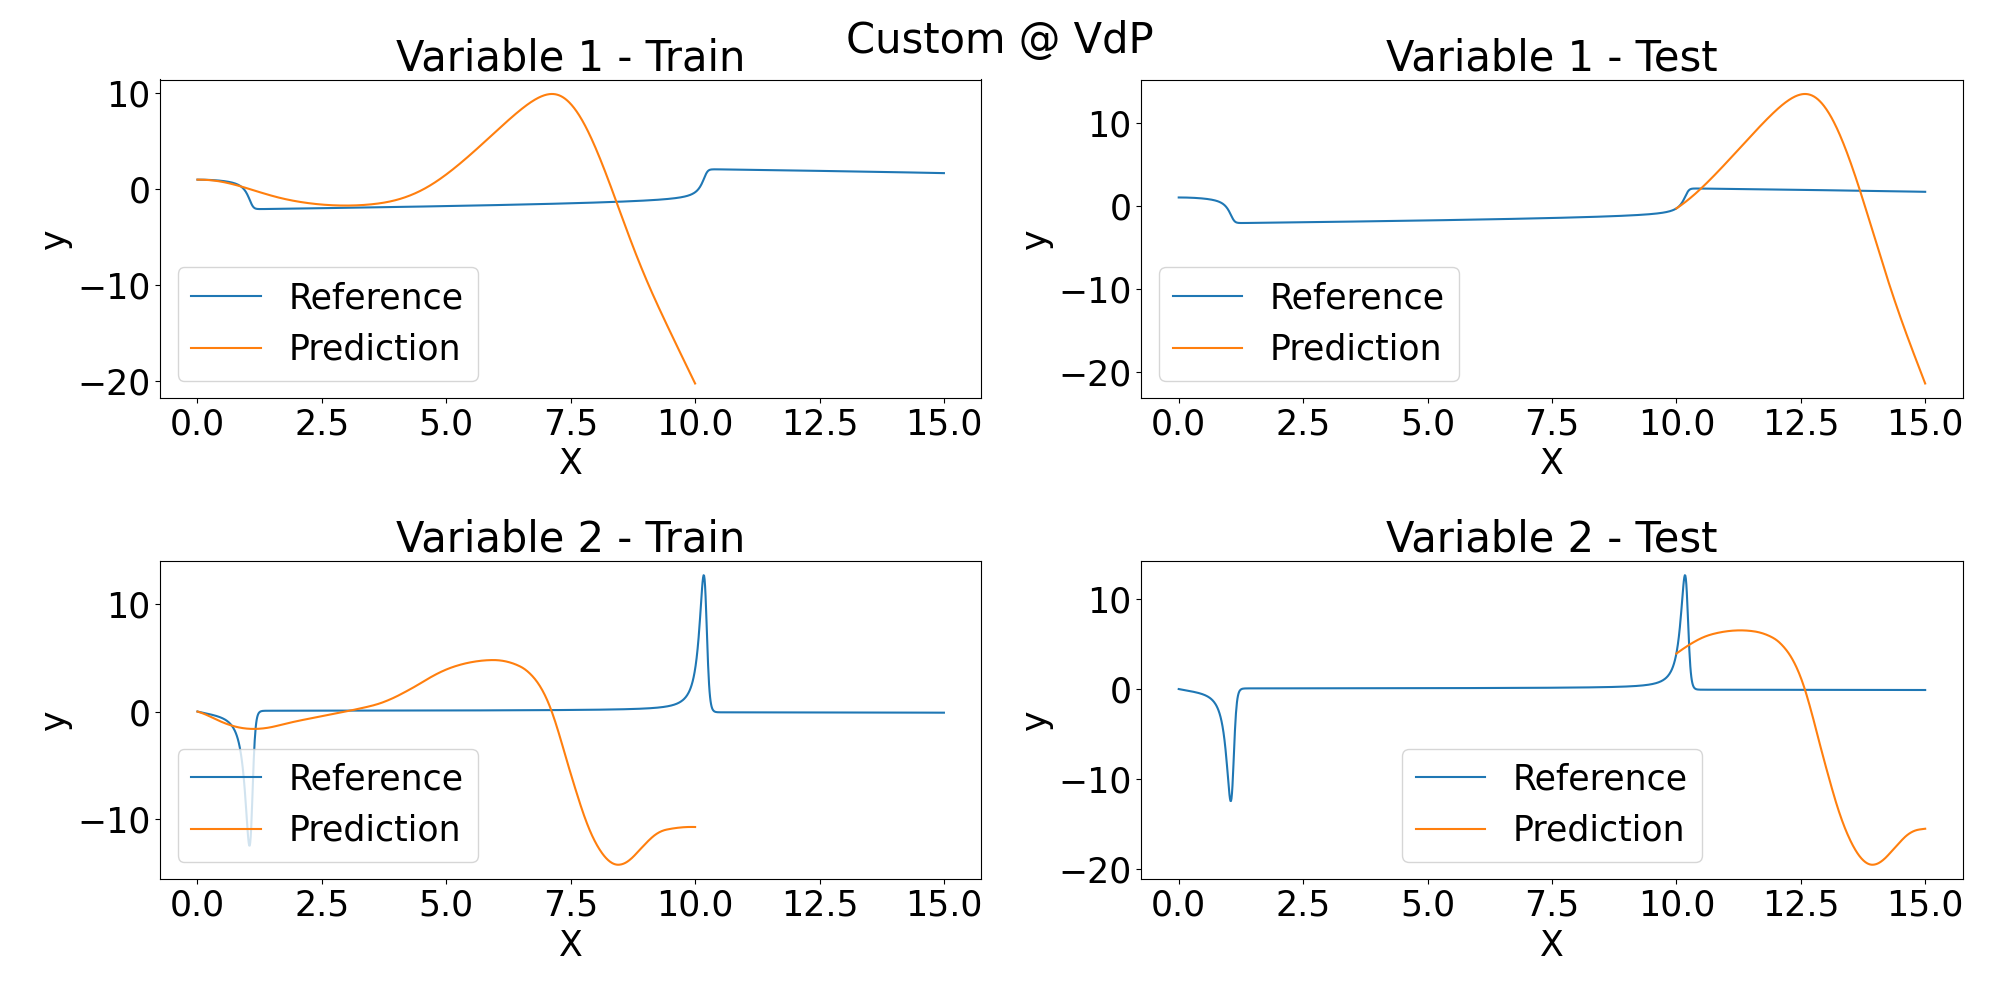 Custom @ VdP
Variable 1 - Train
10
0
−10
−20
y
Reference
Prediction
0.0 2.5 5.0 7.5 10.0 12.5 15.0
X
Variable 1 - Test
10
0
−10
−20
y
Reference
Prediction
0.0 2.5 5.0 7.5 10.0 12.5 15.0
X
Variable 2 - Train
10
0
−10
y
Reference
Prediction
0.0 2.5 5.0 7.5 10.0 12.5 15.0
X
Variable 2 - Test
10
0
−10
−20
y
Reference
Prediction
0.0 2.5 5.0 7.5 10.0 12.5 15.0
X